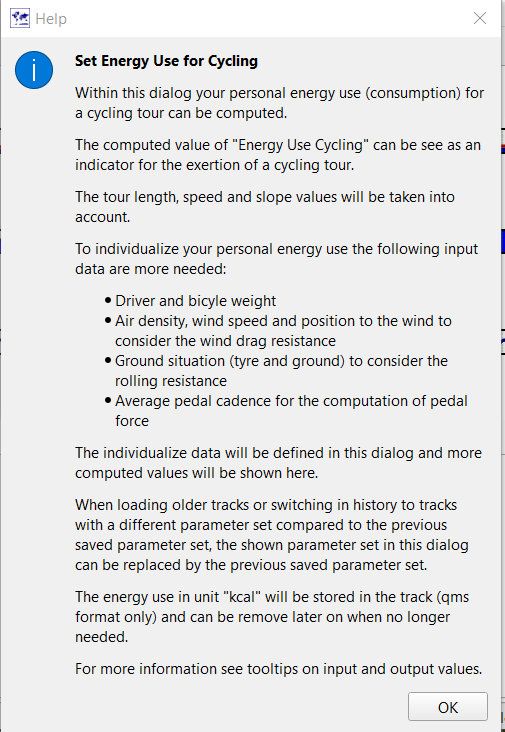 Help
Set Energy Use for Cycling
Within this dialog your personal energy use (consumption) for
a cycling tour can be computed.
The computed value of "Energy Use Cycling" can be see as an
indicator for the exertion of a cycling tour.
The tour length, speed and slope values will be taken into
account.
To individualize your personal energy use the following input
data are more needed:
• Driver and bicyle weight
• Air density, wind speed and position to the wind to
consider the wind drag resistance
• Ground situation (tyre and ground) to consider the
rolling resistance
• Average pedal cadence for the computation of pedal
force
The individualize data will be defined in this dialog and more
computed values will be shown here.
When loading older tracks or switching in history to tracks
with a different parameter set compared to the previous
saved parameter set, the shown parameter set in this dialog
can be replaced by the previous saved parameter set.
The energy use in unit "kcal" will be stored in the track (qms
format only) and can be remove later on when no longer
needed.
For more information see tooltips on input and output values.
OK